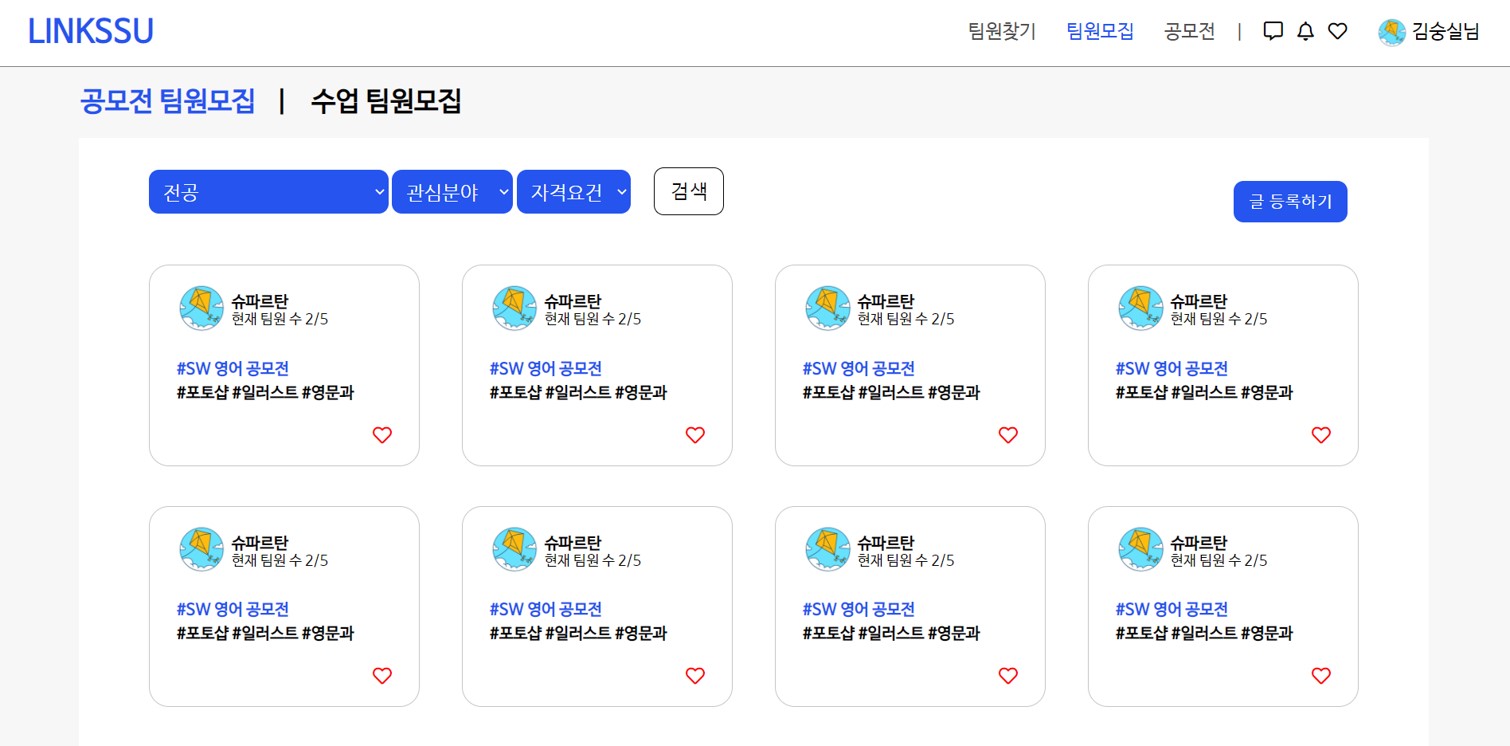 LINKSSU 팀원찾기 팀원모집 공모전 | 김숭실님
공모전 팀원모집 | 수업 팀원모집
전공 관심분야 자격요건 검색 글 등록하기
슈파르탄 슈파르탄 슈파르탄 슈파르탄
현재 팀원 수 2/5 현재 팀원 수 2/5 현재 팀원 수 2/5 현재 팀원 수 2/5
#SW 영어 공모전 #SW 영어 공모전 #SW 영어 공모전 #SW 영어 공모전
#포토샵 #일러스트 #영문과 #포토샵 #일러스트 #영문과 #포토샵 #일러스트 #영문과 #포토샵 #일러스트 #영문과
슈파르탄 슈파르탄 슈파르탄 슈파르탄
현재 팀원 수 2/5 현재 팀원 수 2/5 현재 팀원 수 2/5 현재 팀원 수 2/5
#SW 영어 공모전 #SW 영어 공모전 #SW 영어 공모전 #SW 영어 공모전
#포토샵 #일러스트 #영문과 #포토샵 #일러스트 #영문과 #포토샵 #일러스트 #영문과 #포토샵 #일러스트 #영문과